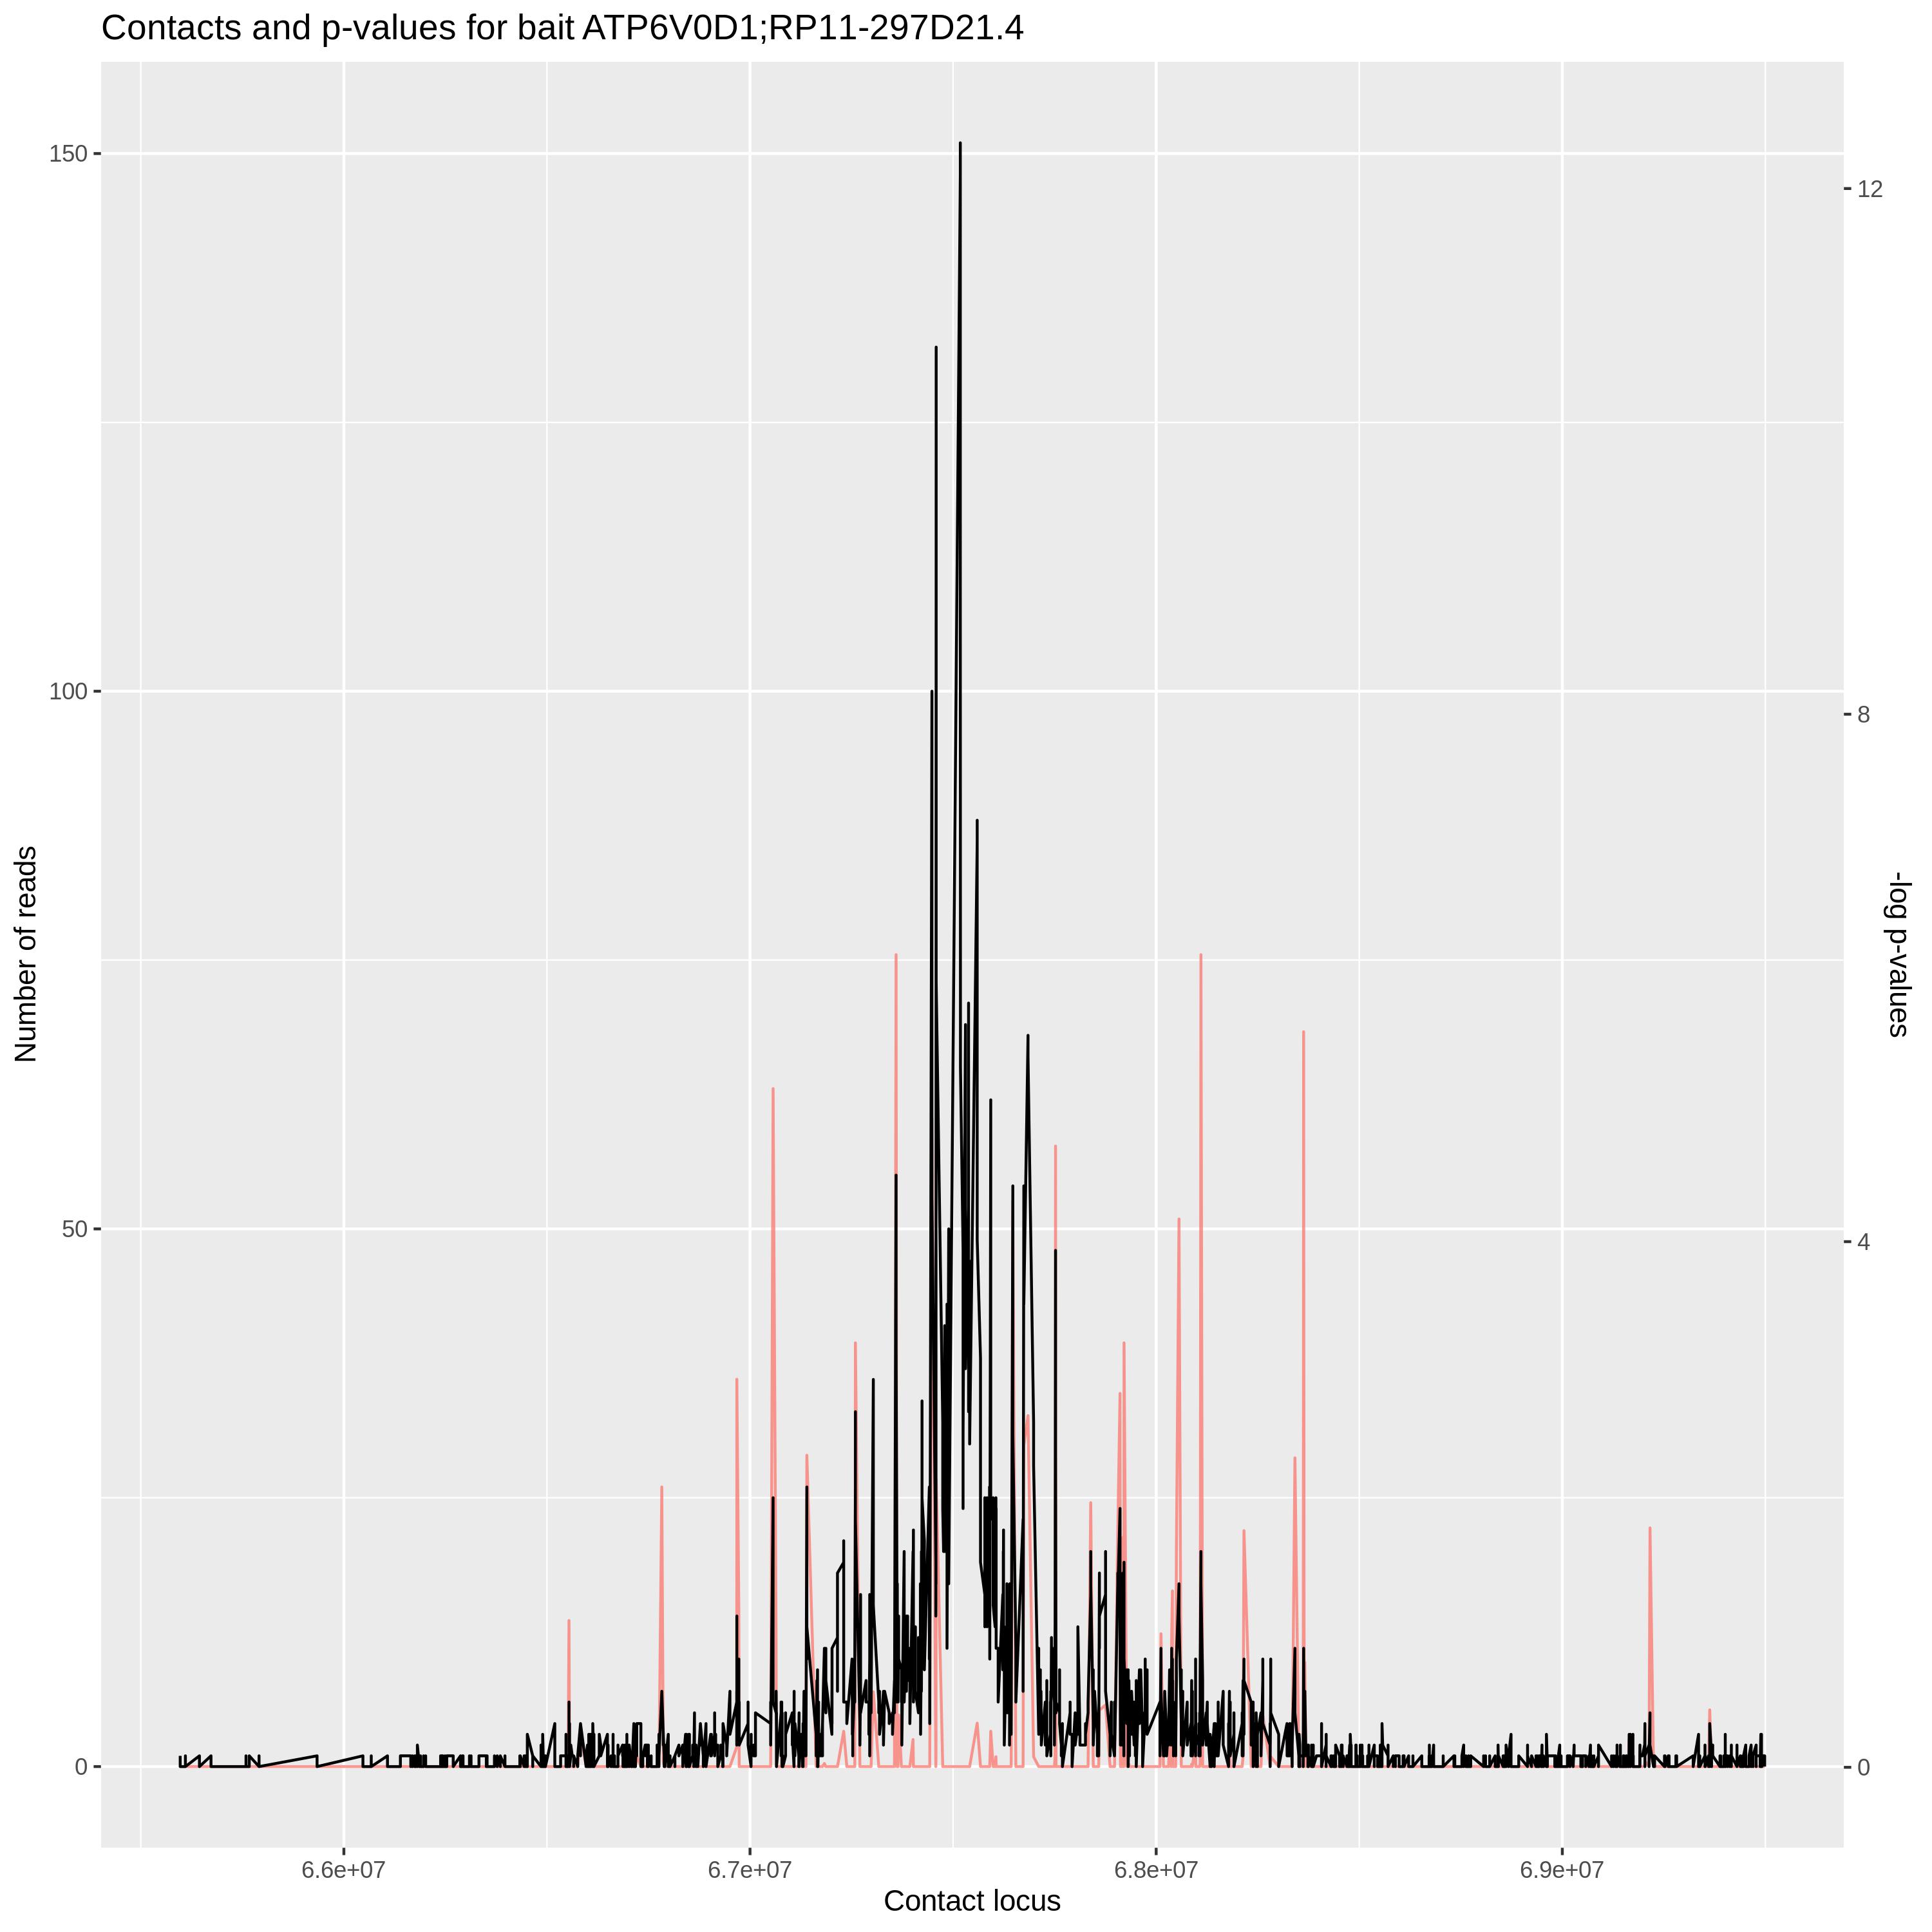 Contacts and p-values for bait ATP6V0D1;RP11-297D21.4
150
100
50
0
Number of reads
12
8
4
0
-log p-values
6.6e+07 6.7e+07 6.8e+07 6.9e+07
Contact locus